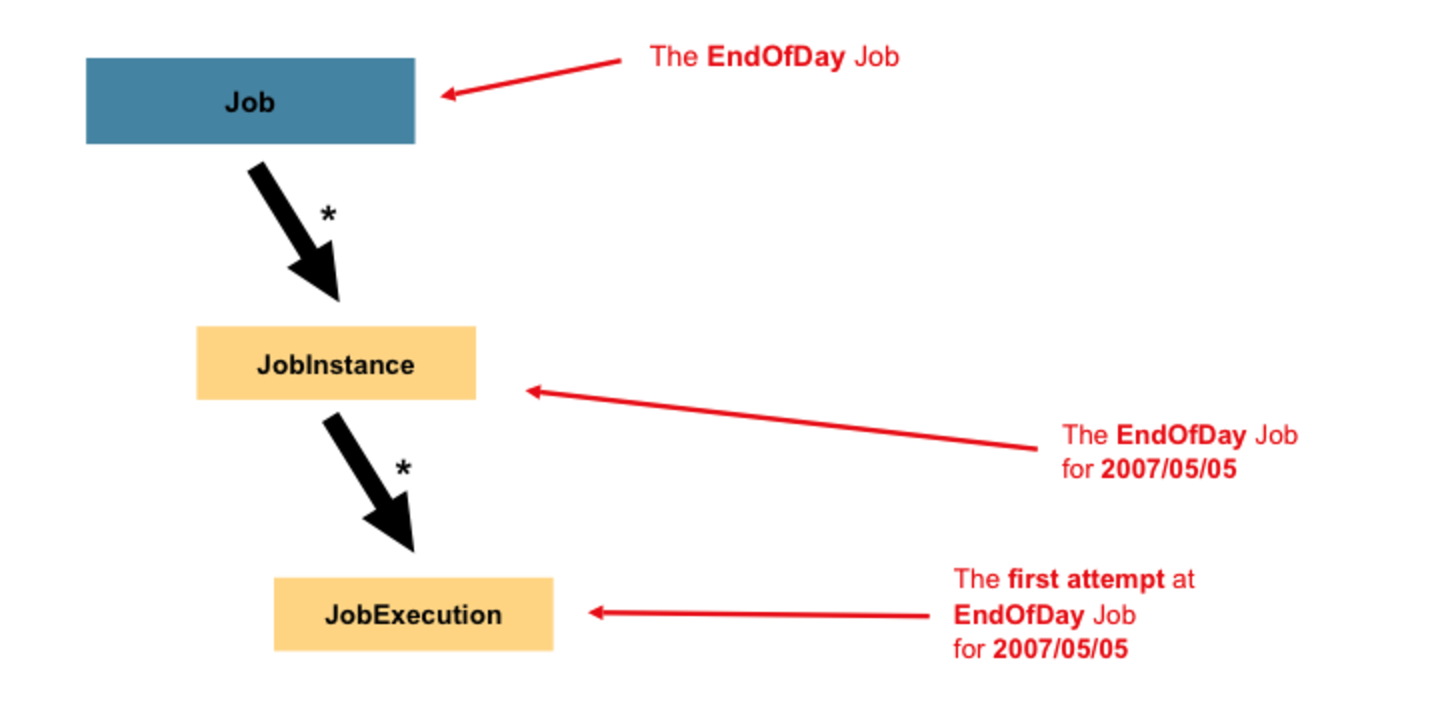 The EndOfDay Job
Job
*
JobInstance
The EndOfDay Job
for 2007/05/05
*
The first attempt at
EndOfDay Job
for 2007/05/05
JobExecution